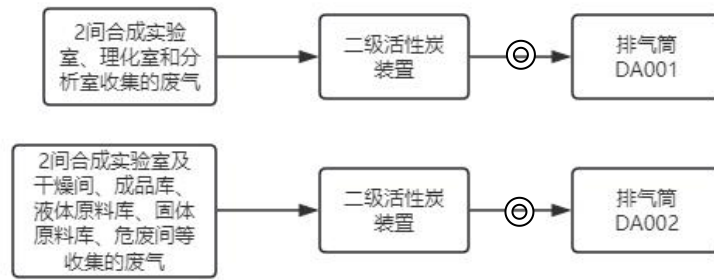 2间合成实验
室、理化室和分
析室收集的废气
二级活性炭
装置
排气筒
DA001
2间合成实验室及
干燥间、成品库、
液体原料库、固体
原料库、危废间等
收集的废气
二级活性炭
装置
排气筒
DA002